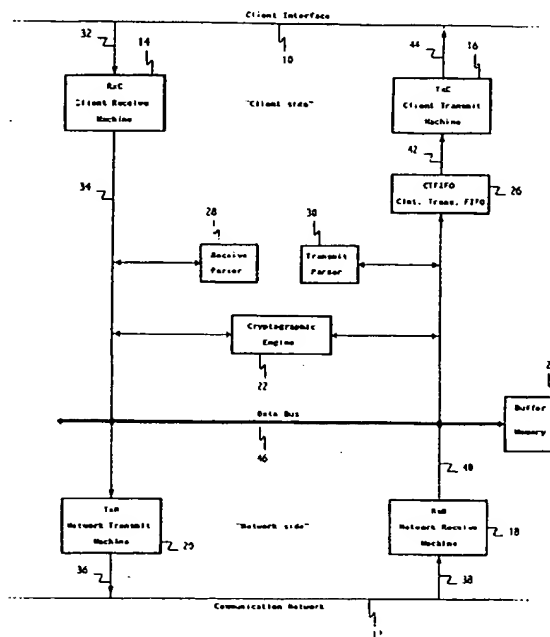 Client Interface
32
14
10
44
16
RxC
Client Receive
Machine
"Client side"
TxC
Client Transmit
Machine
42
34
CTFIFO
Clnt. Trans. FIFO
26
28
30
Receive
Parser
Transmit
Parser
Cryptographic
Engine
22
Data Bus
46
Buffer
Memory
40
TxN
Network Transmit
Machine
"Network side"
RxN
Network Receive
Machine
25
18
36
38
Communication Network